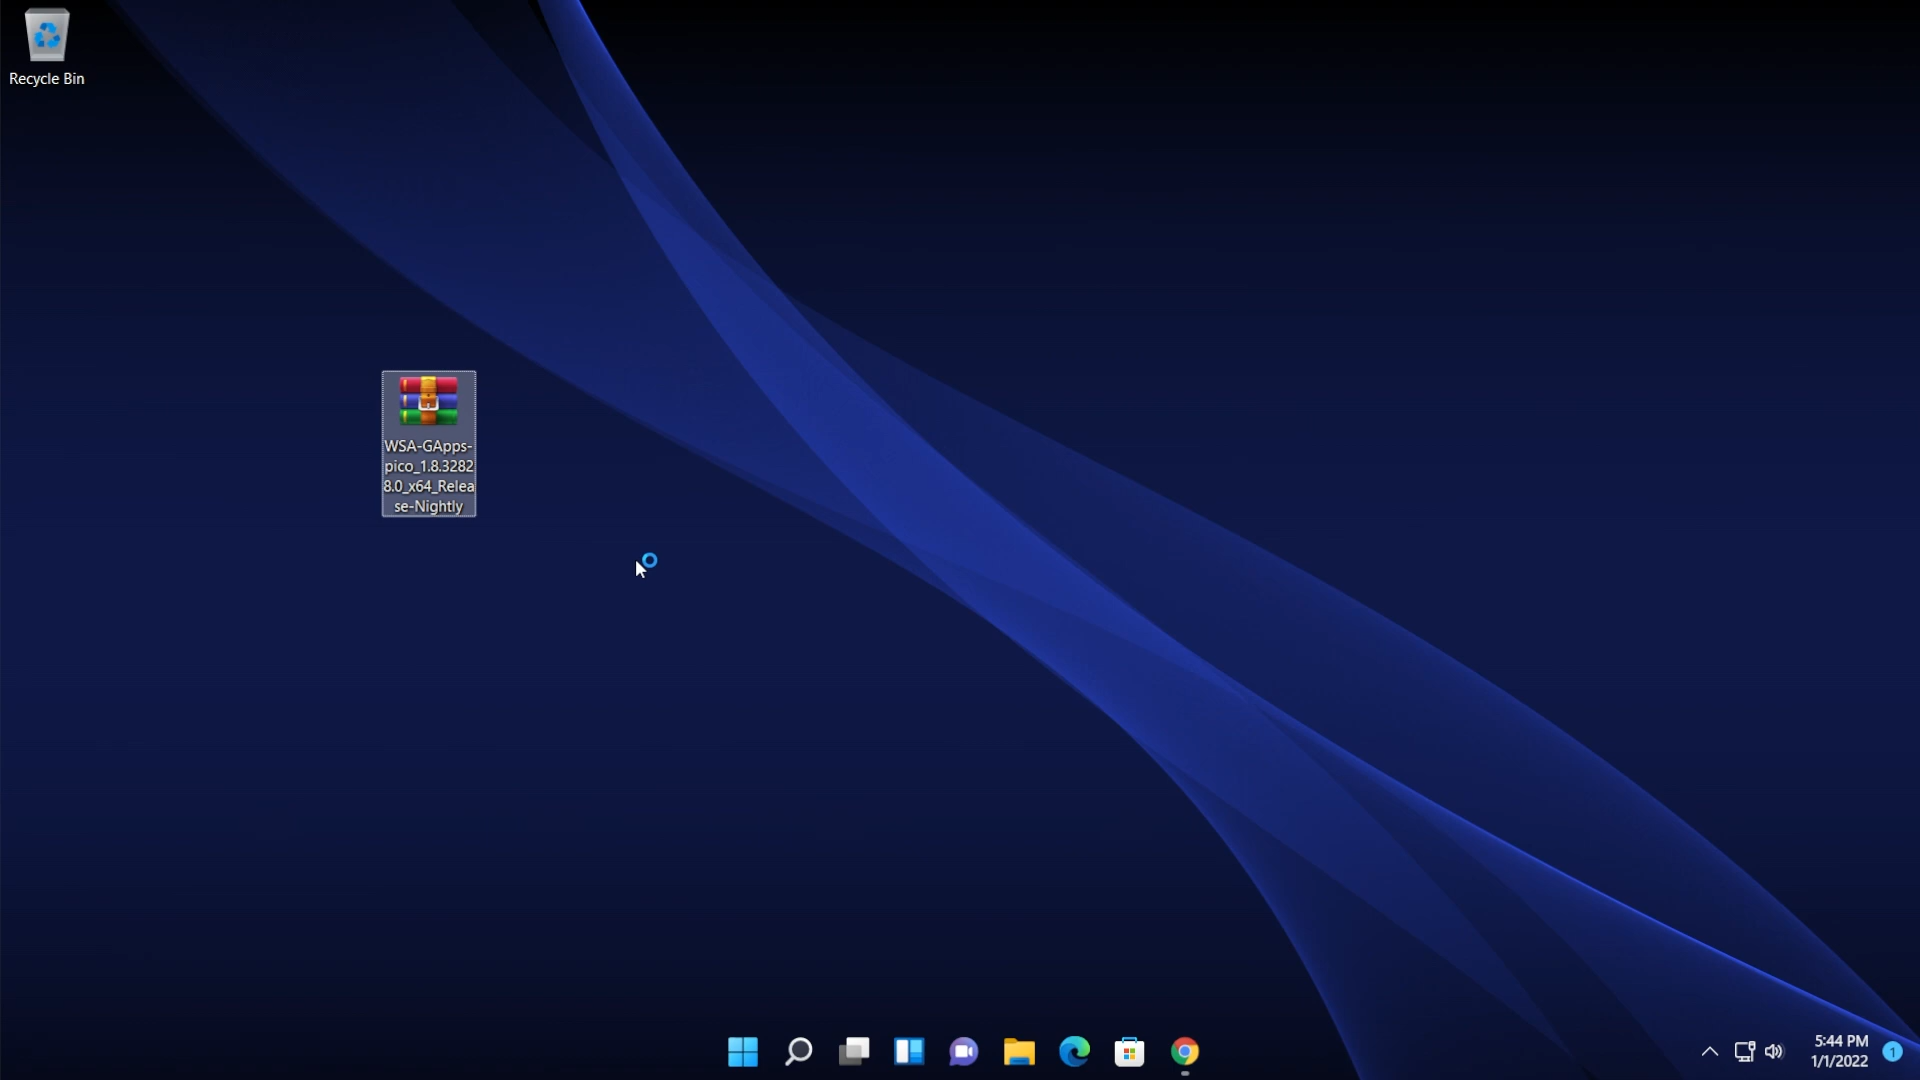 Recycle Bin
WSA-GApps-
pico_1.8.3282
8.0_x64_Relea
se-Nightly
5:44 PM
1/1/2022
1